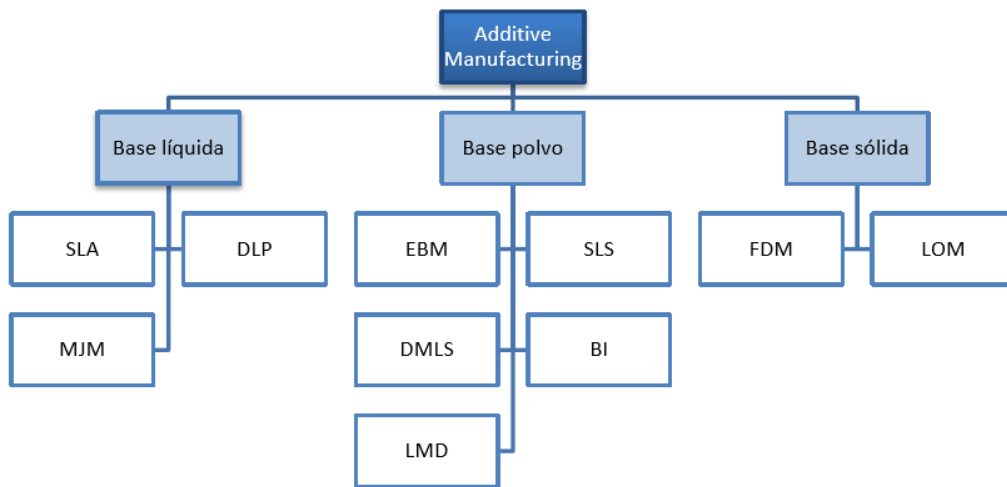 Additive
Manufacturing
Base líquida
Base polvo
Base sólida
SLA
DLP
EBM
SLS
FDM
LOM
MJM
DMLS
BI
LMD